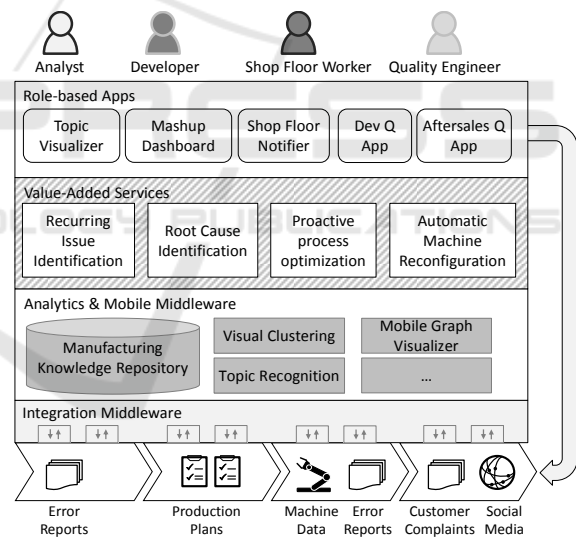 Analyst Developer Shop Floor Worker Quality Engineer
Role-based Apps
Topic Visualizer
Mashup Dashboard
Shop Floor Notifier
Dev Q App
Aftersales Q App
Value-Added Services
Recurring Issue Identification
Root Cause Identification
Proactive process optimization
Automatic Machine Reconfiguration
Analytics & Mobile Middleware
Manufacturing Knowledge Repository
Visual Clustering
Mobile Graph Visualizer
Topic Recognition
...
Integration Middleware
Error Reports
Production Plans
Machine Data
Error Reports
Customer Complaints
Social Media